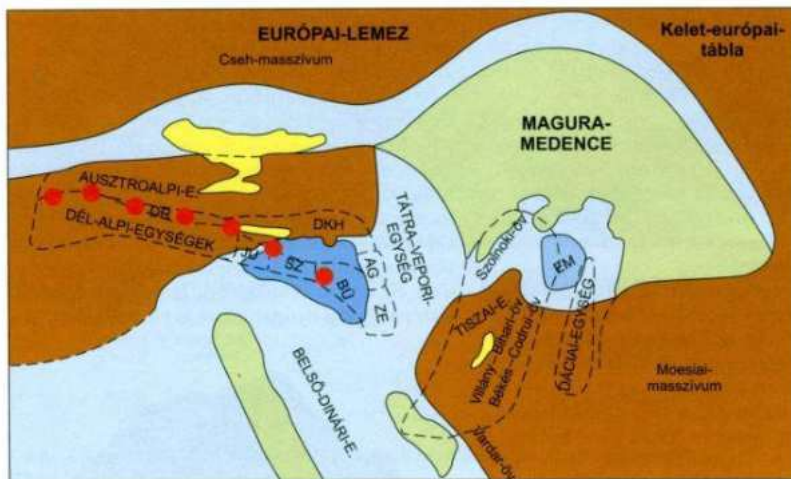 EURÓPAI-LEMEZ
Cseh-masszívum
Kelet-európai-
tábla
MAGURA-
MEDENCE
AUSZTROALPI-E.
DÉL-ALPI-EGYSÉGEK
DKH
SZ
BÜ
AG
ZE
TÁTRA–VEPORI-
EGYSÉG
Szolnoki-öv
EM
TISZAI-E.
Villány–Bihari-öv
Békés–Codrui-öv
DÁCIAI-EGYSÉG
BELSŐ-DINÁRI-E.
Moesiai-
masszívum
Vardar-öv